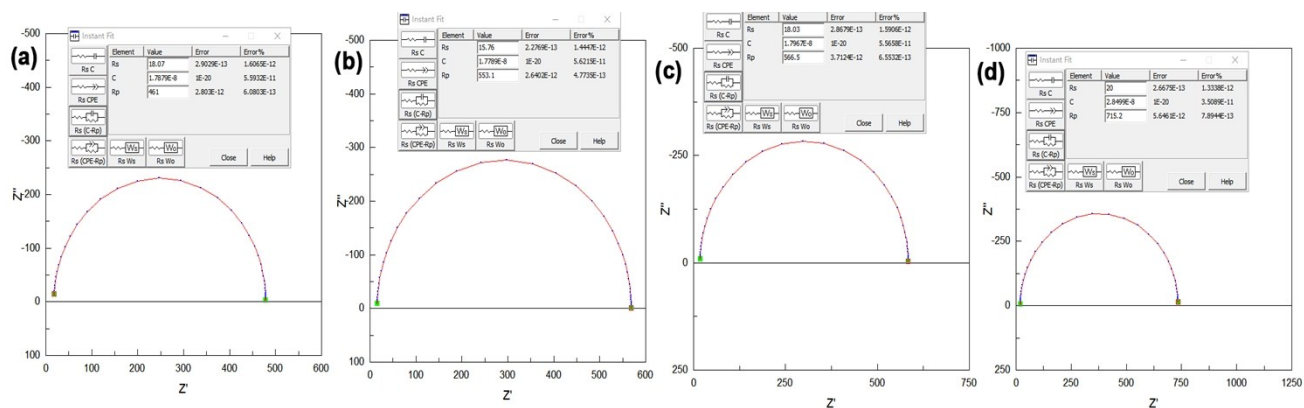 (a)
Instant Fit
Element Value Error Error%
Rs 18.07 2.9029E-13 1.6065E-12
C 1.7879E-8 1E-20 5.5932E-11
Rp 461 2.803E-12 6.0803E-13
Rs C
Rs CPE
Rs (C-Rp)
Rs (CPE-Rp) Rs Ws Rs Wo
Ws Wo
Close Help
Z''
-500
-400
-300
-200
-100
0
100
0 100 200 300 400 500 600
Z'
(b)
Instant Fit
Element Value Error Error%
Rs 15.76 2.2769E-13 1.4447E-12
C 1.7789E-8 1E-20 5.6215E-11
Rp 553.1 2.6402E-12 4.7735E-13
Rs C
Rs CPE
Rs (C-Rp)
Rs (CPE-Rp) Rs Ws Rs Wo
Ws Wo
Close Help
Z''
-500
-400
-300
-200
-100
0
100
0 100 200 300 400 500 600
Z'
(c)
Element Value Error Error%
Rs 18.03 2.8679E-13 1.5906E-12
C 1.7967E-8 1E-20 5.5658E-11
Rp 566.5 3.7124E-12 6.5532E-13
Rs C
Rs CPE
Rs (C-Rp)
Rs (CPE-Rp) Rs Ws Rs Wo
Ws Wo
Close Help
Z''
-500
-250
0
250
0 250 500 750
Z'
(d)
Instant Fit
Element Value Error Error%
Rs 20 2.6675E-13 1.3338E-12
C 2.8499E-8 1E-20 3.5089E-11
Rp 715.2 5.6461E-12 7.8944E-13
Rs C
Rs CPE
Rs (C-Rp)
Rs (CPE-Rp) Rs Ws Rs Wo
Ws Wo
Close Help
Z''
-1000
-750
-500
-250
0
250
0 250 500 750 1000 1250
Z'